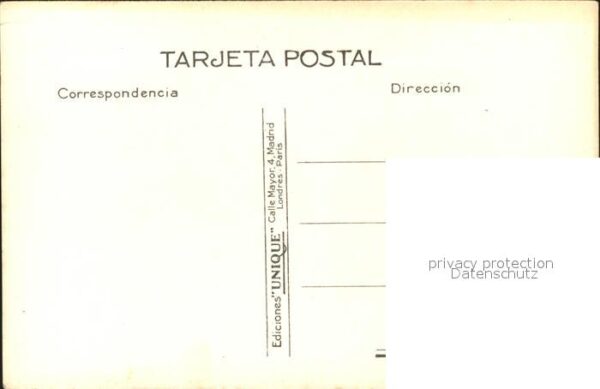 TARJETA POSTAL
Correspondencia
Dirección
Ediciones "UNIQUE" Calle Mayor, 4, Madrid
Londres - Paris
privacy protection
Datenschutz